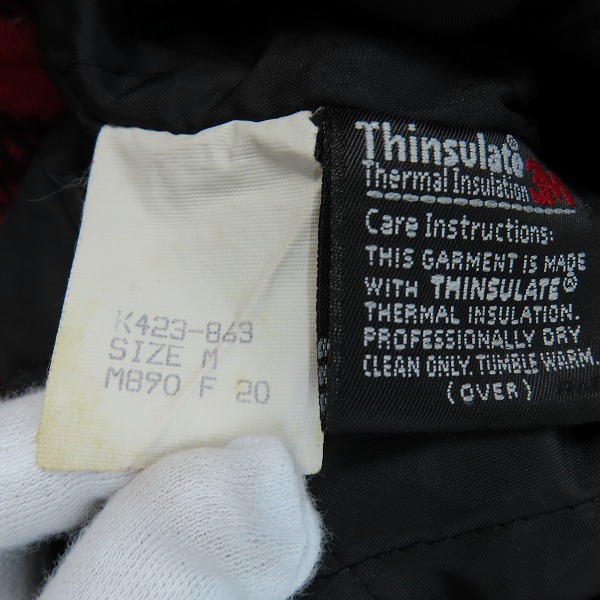 K423-863
SIZE M
M890 F 20
Thinsulate®
Thermal Insulation 3M
Care Instructions:
THIS GARMENT IS MADE
WITH THINSULATE®
THERMAL INSULATION.
PROFESSIONALLY DRY
CLEAN ONLY. TUMBLE WARM.
(OVER)